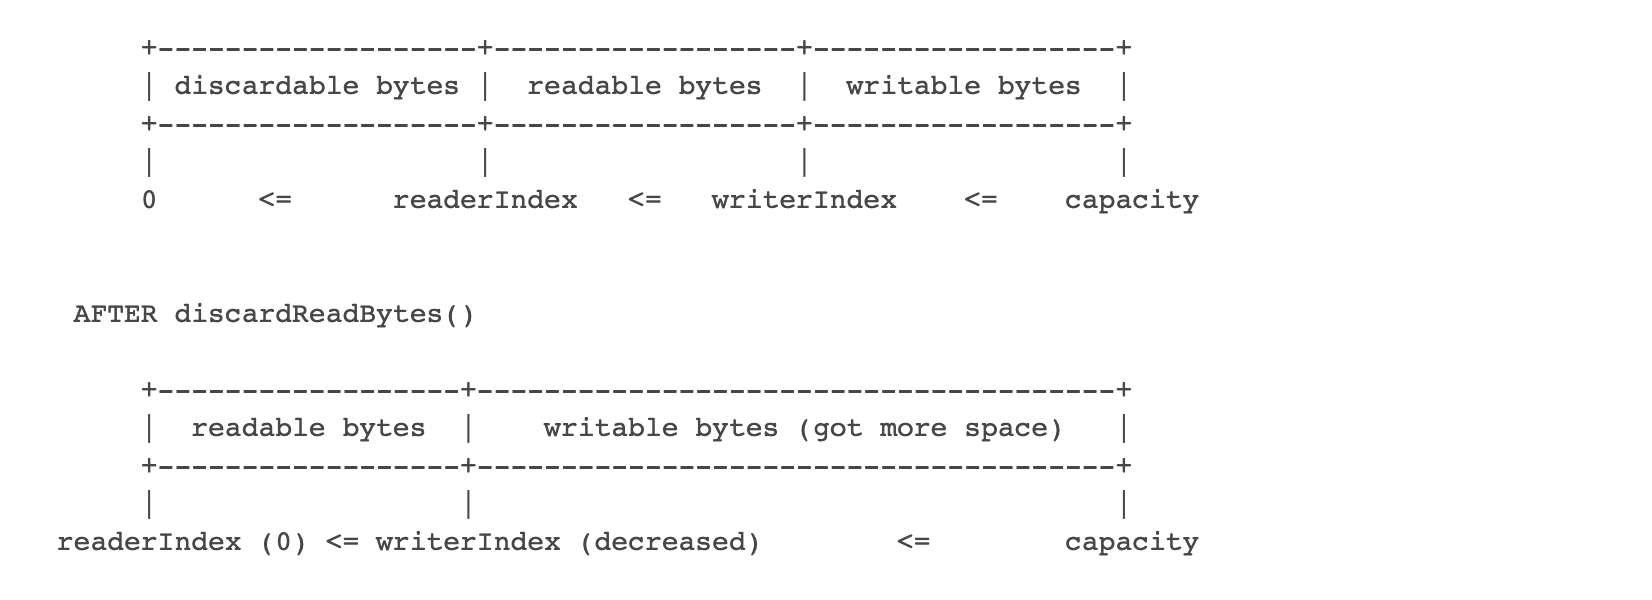 +-------------------+------------------+------------------+
| discardable bytes |  readable bytes  |  writable bytes  |
+-------------------+------------------+------------------+
|                   |                  |                  |
0      <=      readerIndex   <=   writerIndex    <=    capacity
AFTER discardReadBytes()
+------------------+--------------------------------------+
|  readable bytes  |    writable bytes (got more space)   |
+------------------+--------------------------------------+
|                  |                                      |
readerIndex (0) <= writerIndex (decreased)        <=        capacity